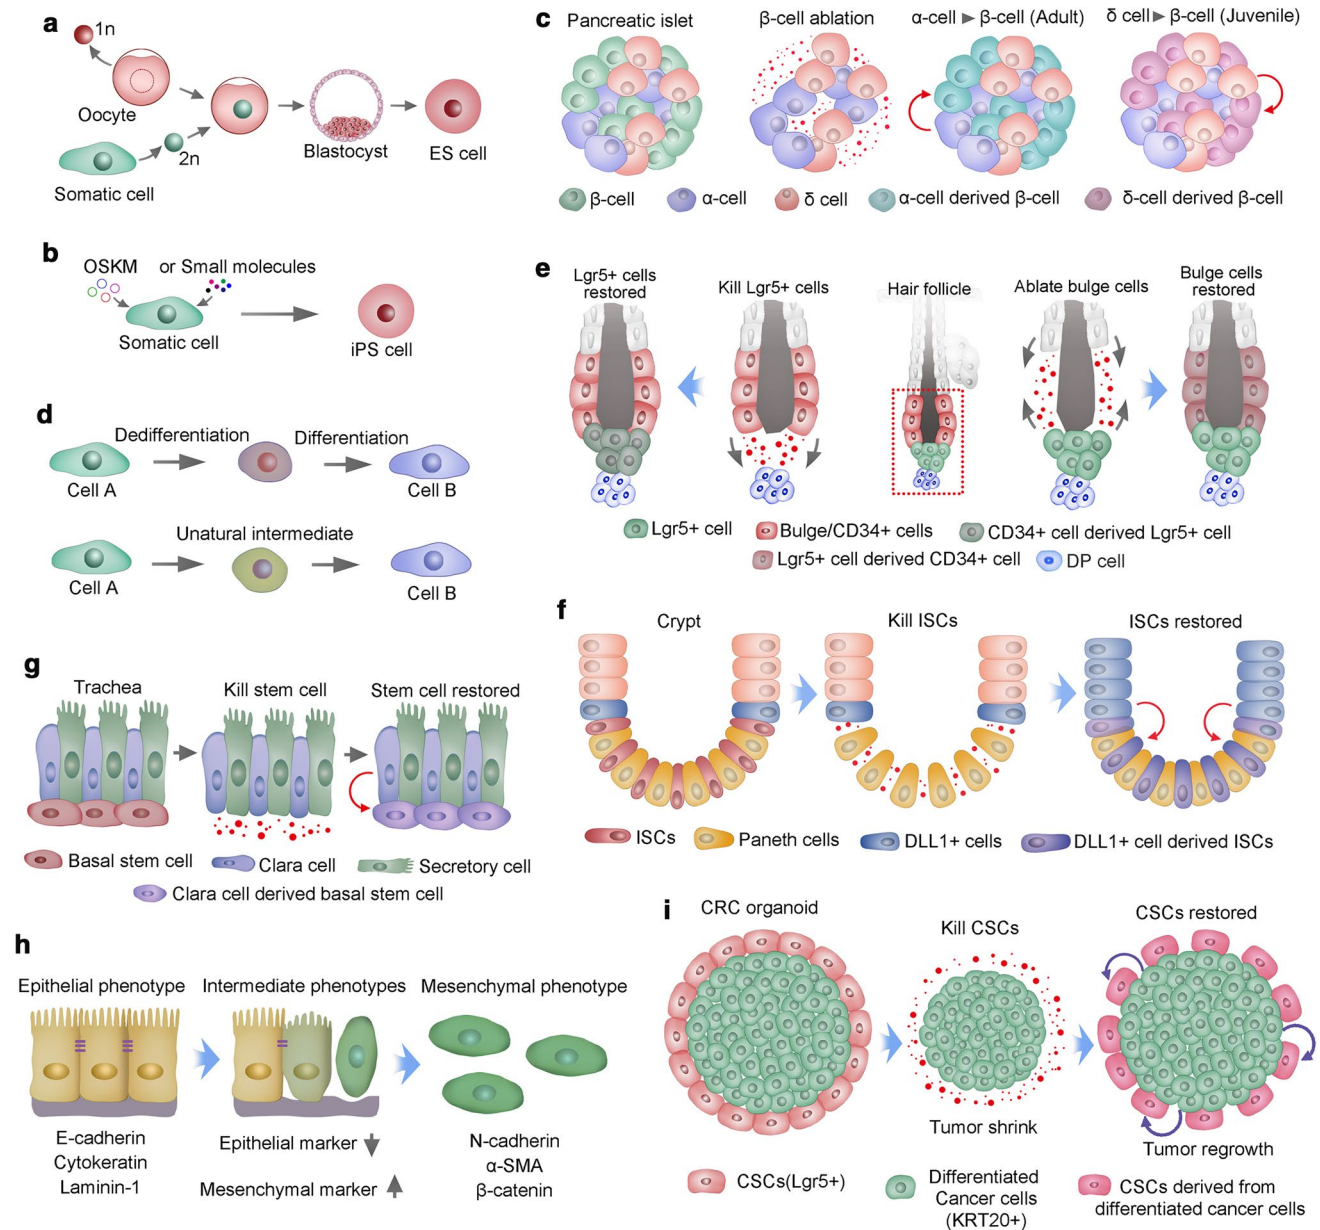 a
1n
Oocyte
2n
Somatic cell
Blastocyst
ES cell
b
OSKM or Small molecules
Somatic cell
iPS cell
c
Pancreatic islet
β-cell ablation
α-cell ► β-cell (Adult)
δ cell ► β-cell (Juvenile)
β-cell
α-cell
δ cell
α-cell derived β-cell
δ-cell derived β-cell
d
Dedifferentiation
Differentiation
Cell A
Cell B
Unatural intermediate
Cell A
Cell B
e
Lgr5+ cells
restored
Kill Lgr5+ cells
Hair follicle
Ablate bulge cells
Bulge cells
restored
Lgr5+ cell
Bulge/CD34+ cells
CD34+ cell derived Lgr5+ cell
Lgr5+ cell derived CD34+ cell
DP cell
f
Crypt
Kill ISCs
ISCs restored
ISCs
Paneth cells
DLL1+ cells
DLL1+ cell derived ISCs
g
Trachea
Kill stem cell
Stem cell restored
Basal stem cell
Clara cell
Secretory cell
Clara cell derived basal stem cell
h
Epithelial phenotype
Intermediate phenotypes
Mesenchymal phenotype
E-cadherin
Cytokeratin
Laminin-1
Epithelial marker
Mesenchymal marker
N-cadherin
α-SMA
β-catenin
i
CRC organoid
Kill CSCs
CSCs restored
Tumor shrink
Tumor regrowth
CSCs(Lgr5+)
Differentiated
Cancer cells
(KRT20+)
CSCs derived from
differentiated cancer cells